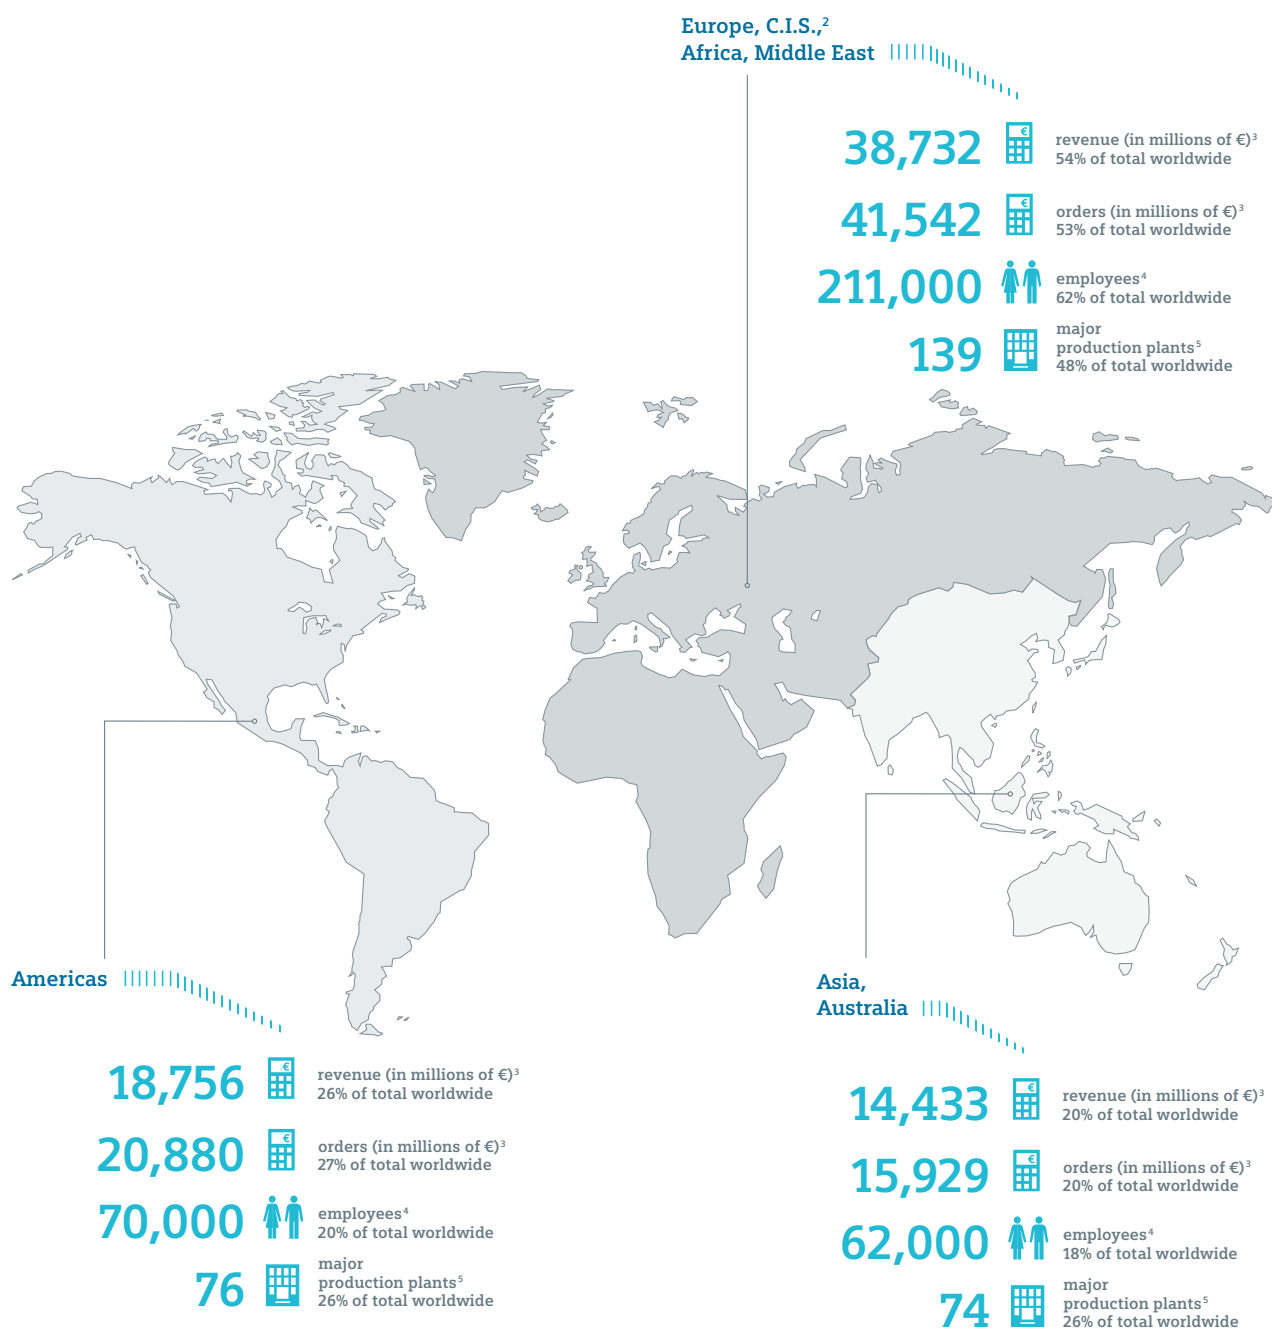 Europe, C.I.S.,²
Africa, Middle East
38,732
revenue (in millions of €)³
54% of total worldwide
41,542
orders (in millions of €)³
53% of total worldwide
211,000
employees⁴
62% of total worldwide
139
major
production plants⁵
48% of total worldwide
Americas
18,756
revenue (in millions of €)³
26% of total worldwide
20,880
orders (in millions of €)³
27% of total worldwide
70,000
employees⁴
20% of total worldwide
76
major
production plants⁵
26% of total worldwide
Asia,
Australia
14,433
revenue (in millions of €)³
20% of total worldwide
15,929
orders (in millions of €)³
20% of total worldwide
62,000
employees⁴
18% of total worldwide
74
major
production plants⁵
26% of total worldwide